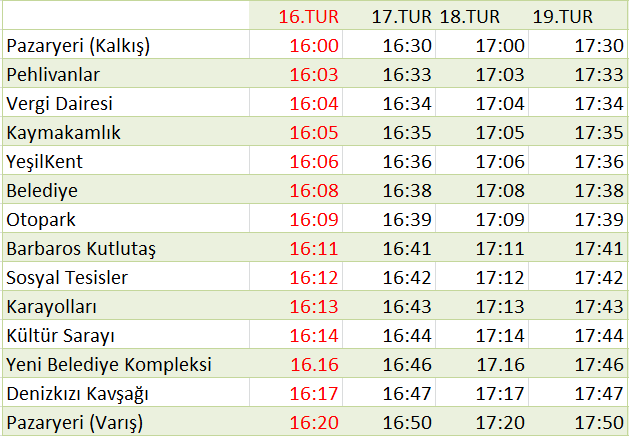 16.TUR 17.TUR 18.TUR 19.TUR
Pazaryeri (Kalkış) 16:00 16:30 17:00 17:30
Pehlivanlar 16:03 16:33 17:03 17:33
Vergi Dairesi 16:04 16:34 17:04 17:34
Kaymakamlık 16:05 16:35 17:05 17:35
YeşilKent 16:06 16:36 17:06 17:36
Belediye 16:08 16:38 17:08 17:38
Otopark 16:09 16:39 17:09 17:39
Barbaros Kutlutaş 16:11 16:41 17:11 17:41
Sosyal Tesisler 16:12 16:42 17:12 17:42
Karayolları 16:13 16:43 17:13 17:43
Kültür Sarayı 16:14 16:44 17:14 17:44
Yeni Belediye Kompleksi 16.16 16:46 17.16 17:46
Denizkızı Kavşağı 16:17 16:47 17:17 17:47
Pazaryeri (Varış) 16:20 16:50 17:20 17:50